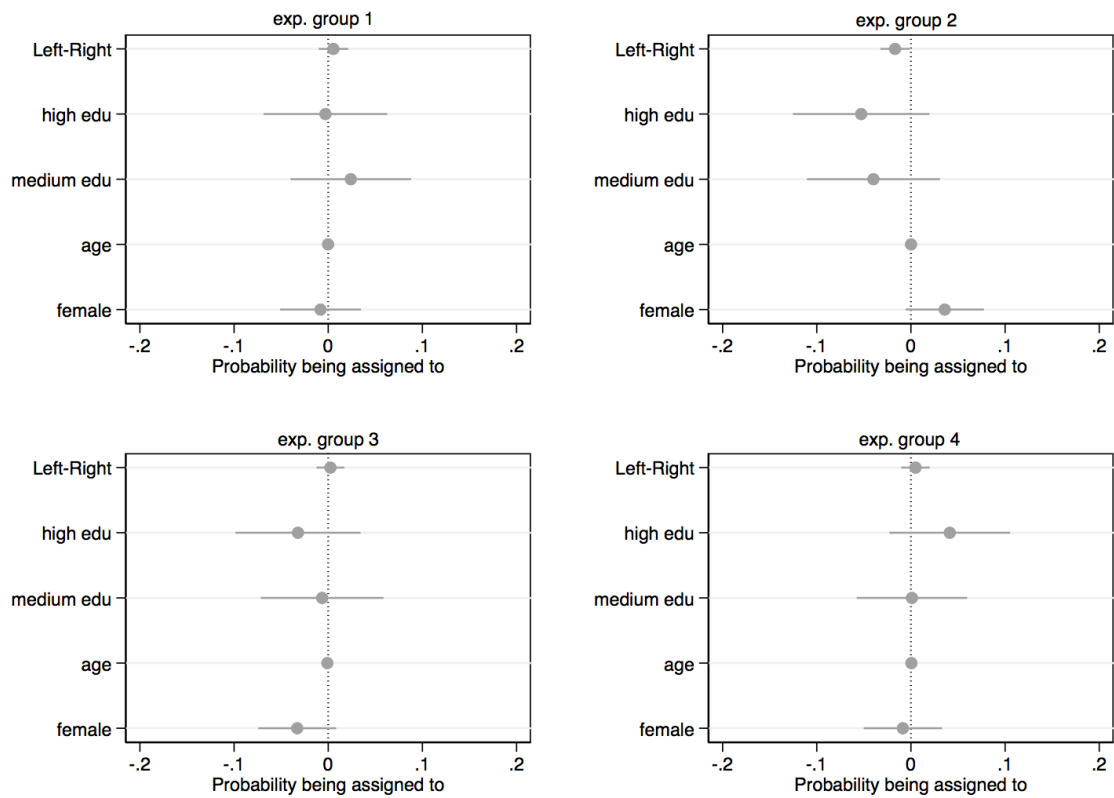 exp. group 1
Left-Right
high edu
medium edu
age
female
-.2 -.1 0 .1 .2
Probability being assigned to
exp. group 2
Left-Right
high edu
medium edu
age
female
-.2 -.1 0 .1 .2
Probability being assigned to
exp. group 3
Left-Right
high edu
medium edu
age
female
-.2 -.1 0 .1 .2
Probability being assigned to
exp. group 4
Left-Right
high edu
medium edu
age
female
-.2 -.1 0 .1 .2
Probability being assigned to